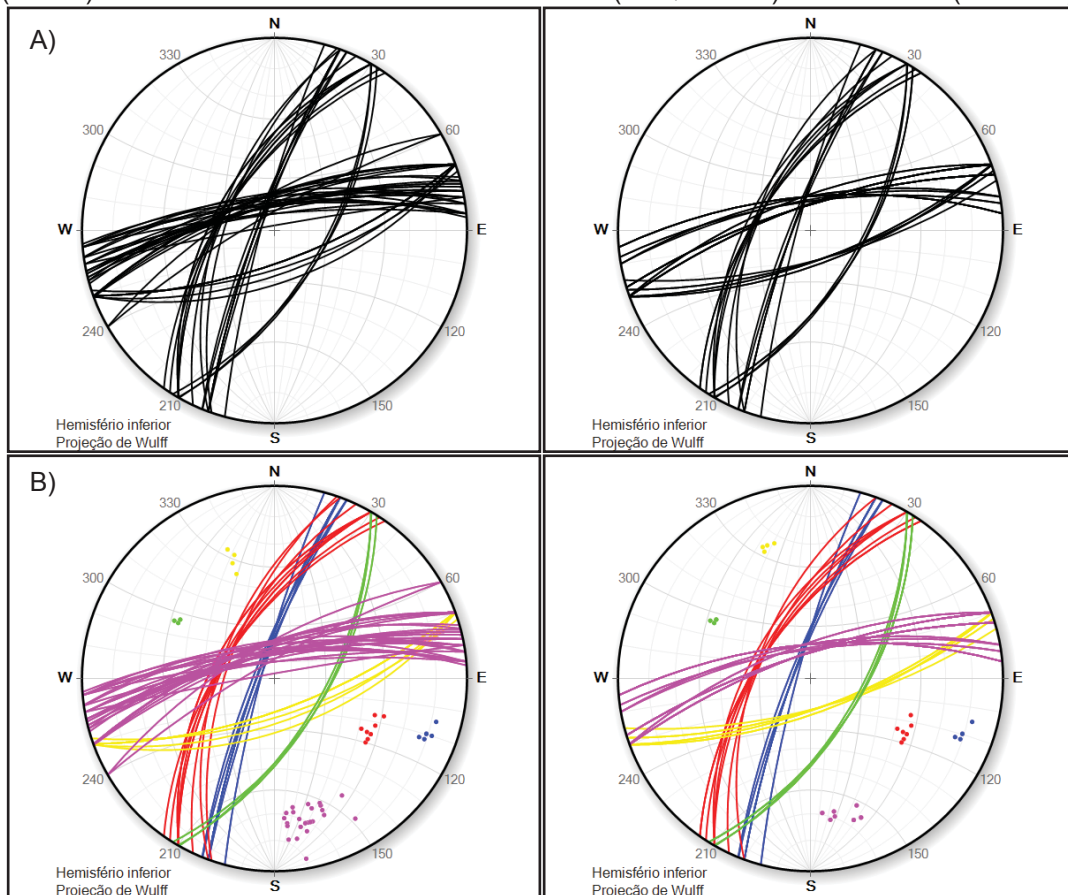 A)
N
330
30
300
60
W
E
240
120
210
150
S
Hemisfério inferior
Projeção de Wulff
N
330
30
300
60
W
E
240
120
210
150
S
Hemisfério inferior
Projeção de Wulff
B)
N
330
30
300
60
W
E
240
120
210
150
S
Hemisfério inferior
Projeção de Wulff
N
330
30
300
60
W
E
240
120
210
150
S
Hemisfério inferior
Projeção de Wulff